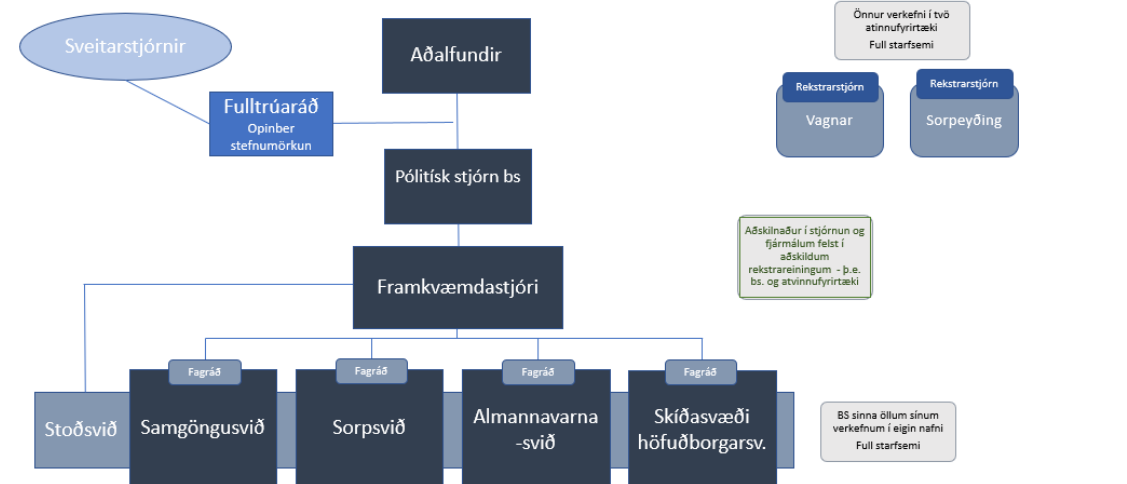 Sveitarstjórnir
Aðalfundir
Fulltrúaráð
Opinber
stefnumörkun
Pólitísk stjórn bs
Framkvæmdastjóri
Stoðsvið
Fagráð
Samgöngusvið
Fagráð
Sorpsvið
Fagráð
Almannavarna
-svið
Fagráð
Skíðasvæði
höfuðborgarsv.
Önnur verkefni í tvö
atinnufyrirtæki
Full starfsemi
Rekstrarstjórn
Vagnar
Rekstrarstjórn
Sorpeyðing
Aðskilnaður í stjórnun og
fjármálum felst í
aðskildum
rekstrareiningum - þ.e.
bs. og atvinnufyrirtæki
BS sinna öllum sínum
verkefnum í eigin nafni
Full starfsemi